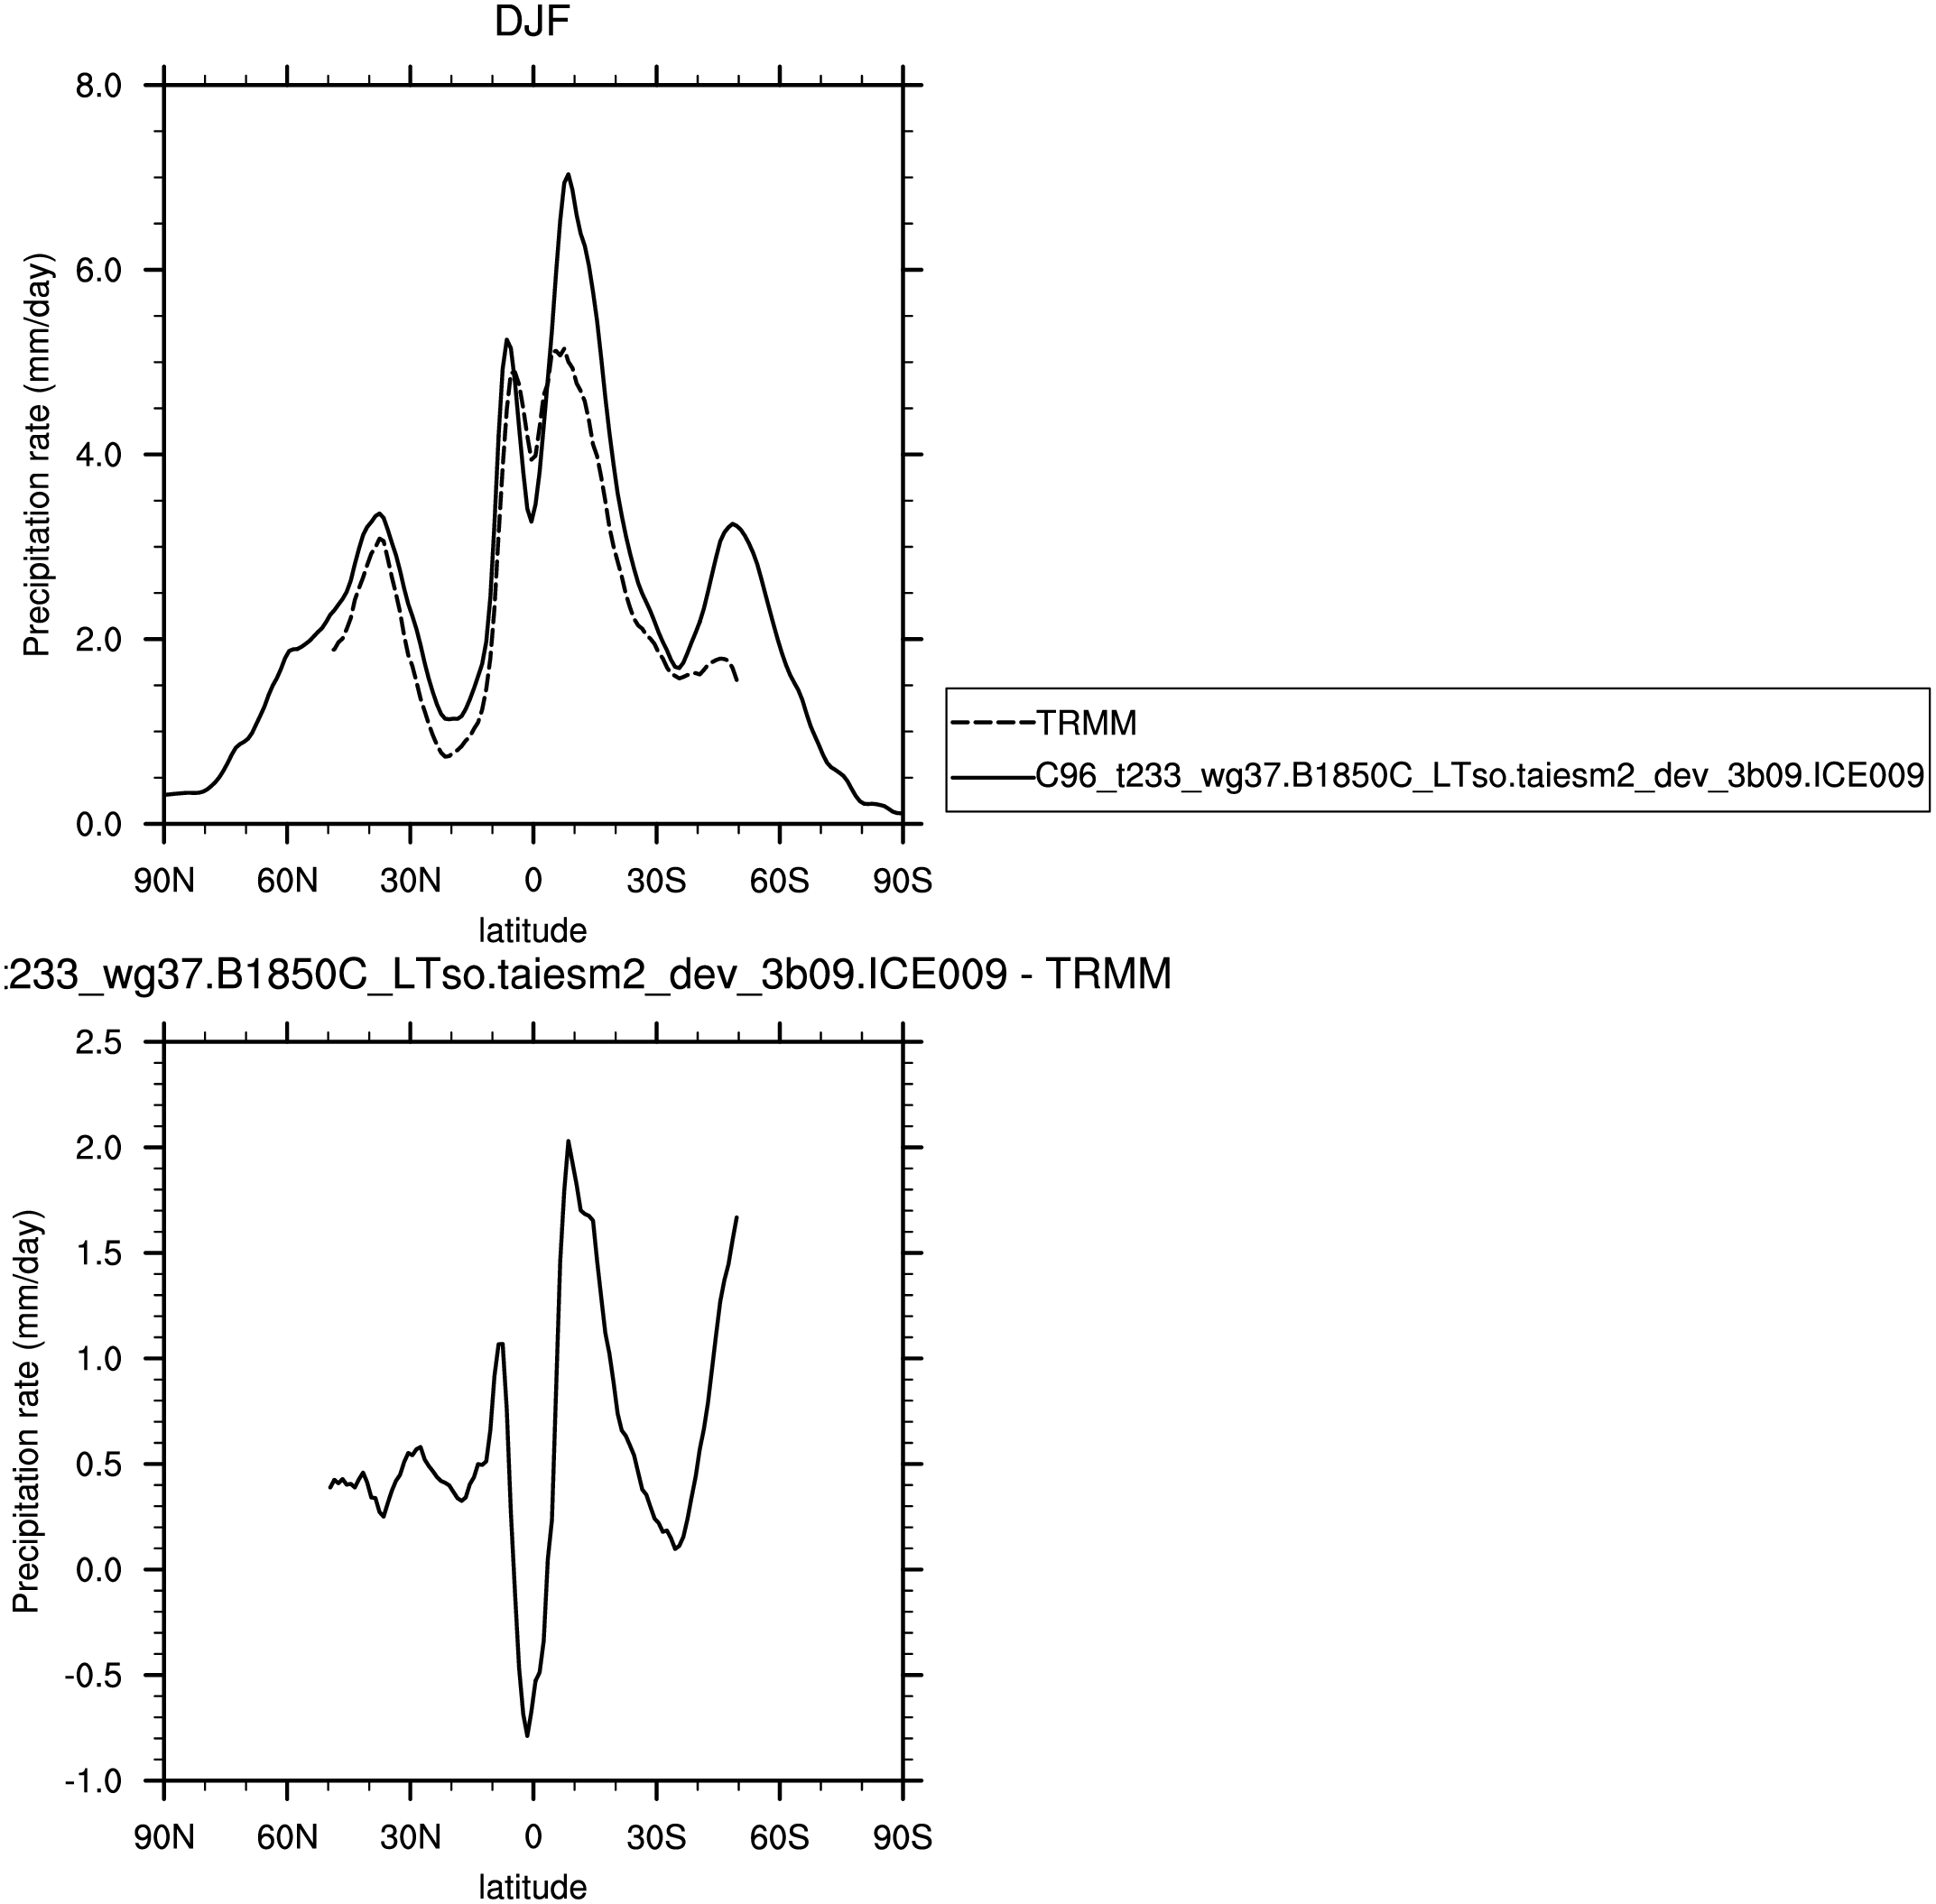 DJF
8.0
6.0
4.0
2.0
0.0
Precipitation rate (mm/day)
90N 60N 30N 0 30S 60S 90S
latitude
TRMM
C96_t233_wg37.B1850C_LTso.taiesm2_dev_3b09.ICE009
:233_wg37.B1850C_LTso.taiesm2_dev_3b09.ICE009 - TRMM
2.5
2.0
1.5
1.0
0.5
0.0
-0.5
-1.0
Precipitation rate (mm/day)
90N 60N 30N 0 30S 60S 90S
latitude